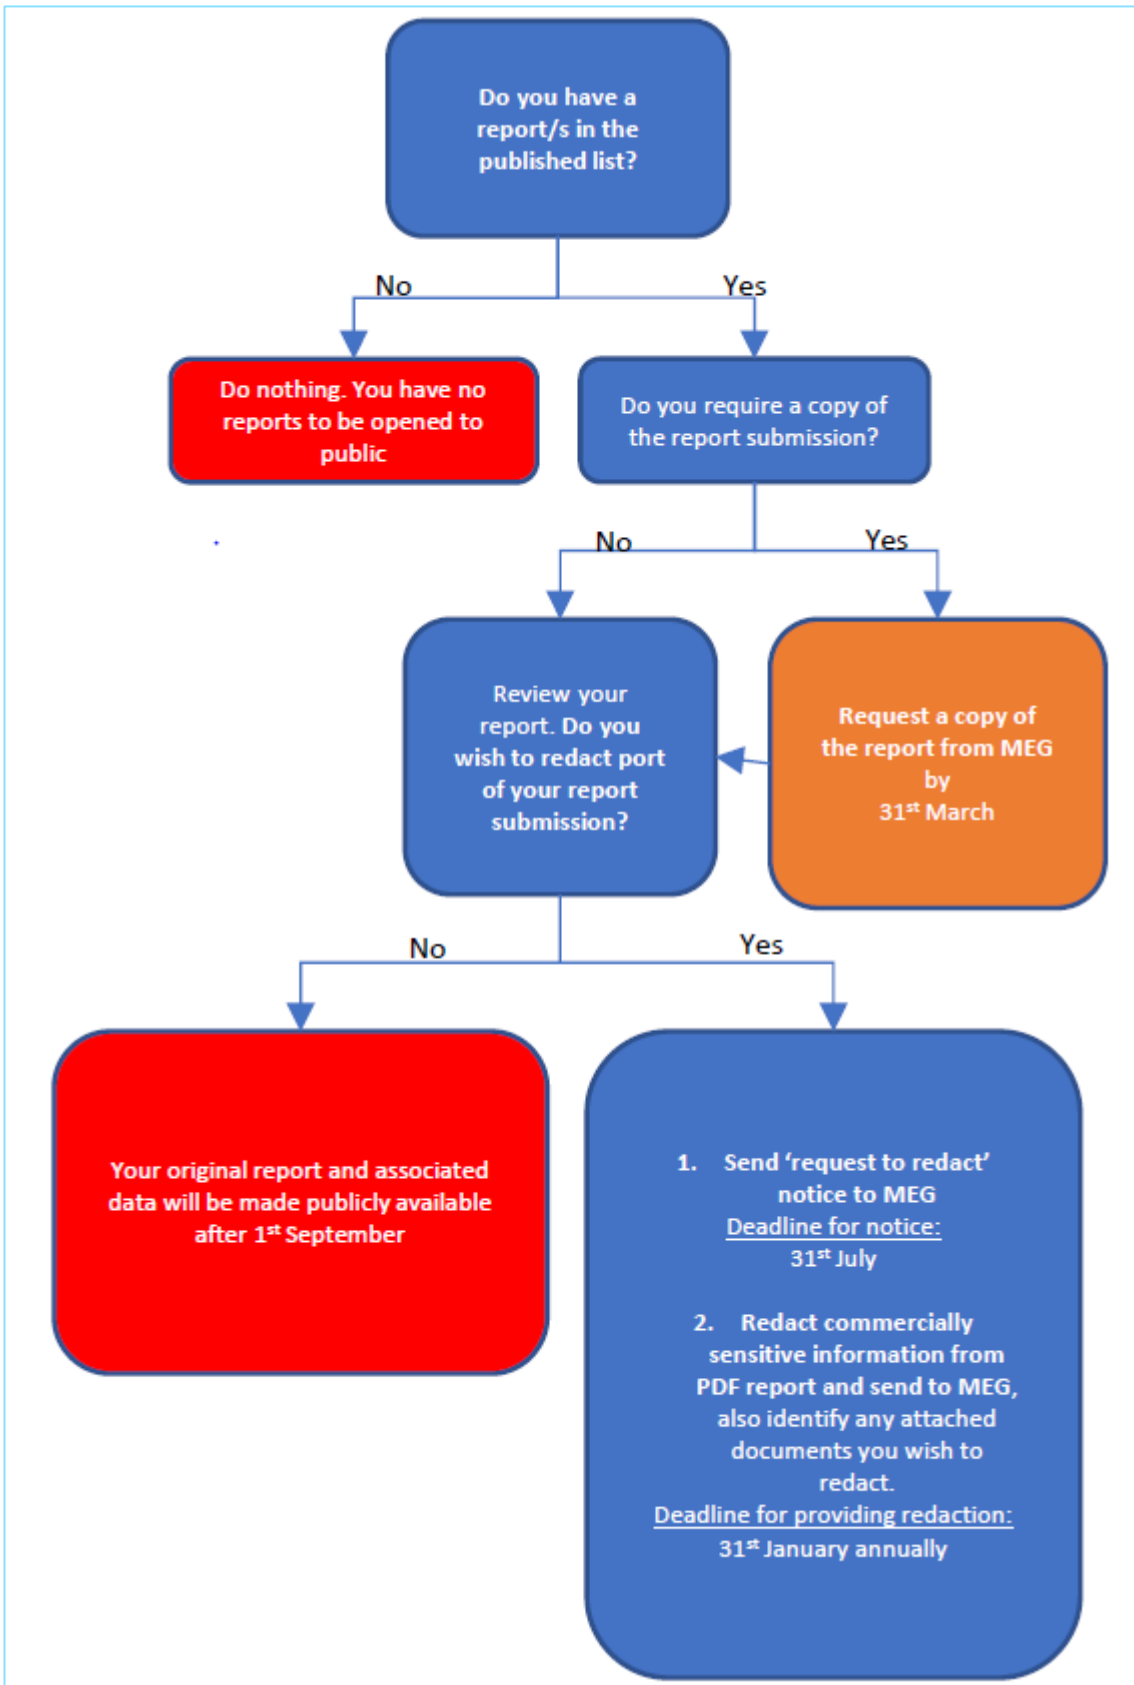 Do you have a
report/s in the
published list?
No
Yes
Do nothing. You have no
reports to be opened to
public
Do you require a copy of
the report submission?
No
Yes
Review your
report. Do you
wish to redact port
of your report
submission?
Request a copy of
the report from MEG
by
31st March
No
Yes
Your original report and associated
data will be made publicly available
after 1st September
1. Send ‘request to redact’
notice to MEG
Deadline for notice:
31st July
2. Redact commercially
sensitive information from
PDF report and send to MEG,
also identify any attached
documents you wish to
redact.
Deadline for providing redaction:
31st January annually